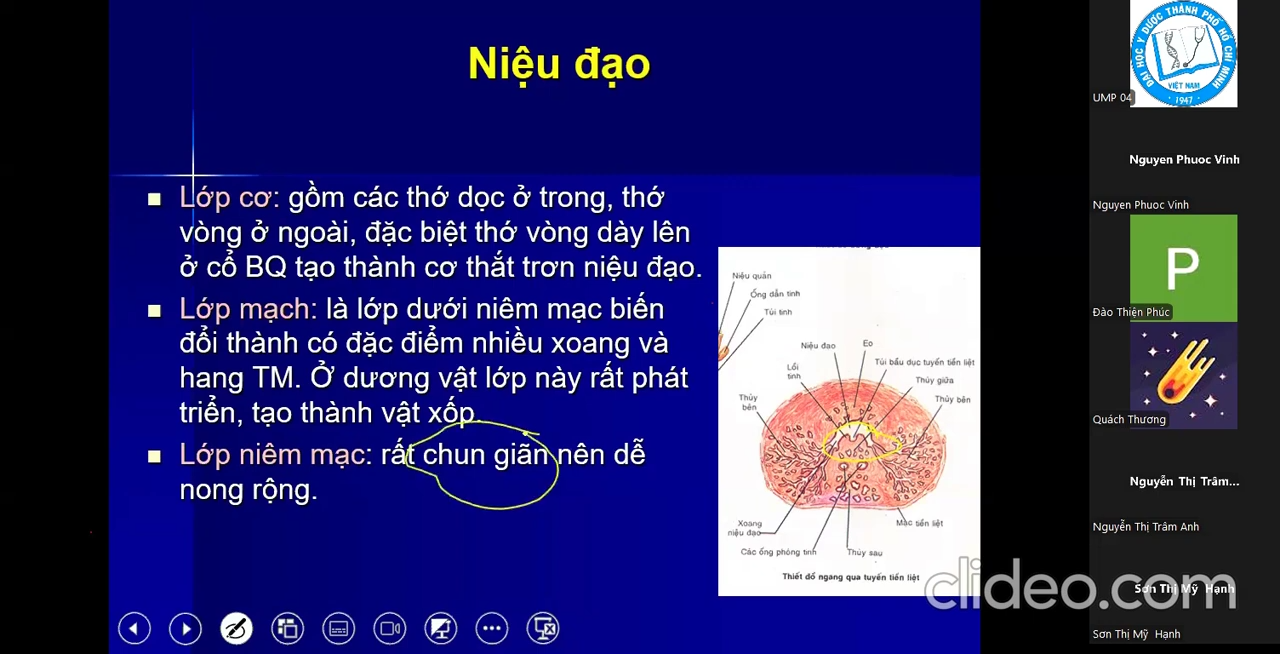 Niệu đạo
Lớp cơ: gồm các thớ dọc ở trong, thớ
vòng ở ngoài, đặc biệt thớ vòng dày lên
ở cổ BQ tạo thành cơ thắt trơn niệu đạo.
Lớp mạch: là lớp dưới niêm mạc biến
đổi thành có đặc điểm nhiều xoang và
hang TM. Ở dương vật lớp này rất phát
triển, tạo thành vật xốp
Lớp niêm mạc: rất chun giãn nên dễ
nong rộng.
Niệu quản
Ống dẫn tinh
Túi tinh
Niệu đạo
Eo
Túi bầu dục tuyến tiền liệt
Lồi
tinh
Thùy giữa
Thùy
bên
Thùy bên
Xoang
niệu đạo
Mạc tiền liệt
Các ống phóng tinh
Thùy sau
Thiết đồ ngang qua tuyến tiền liệt
clideo.com
ĐẠI HỌC Y DƯỢC THÀNH PHỐ HỒ CHÍ MINH
VIỆT NAM
1947
UMP 04
Nguyen Phuoc Vinh
Nguyen Phuoc Vinh
P
Đào Thiện Phúc
Quách Thương
Nguyễn Thị Trâm...
Nguyễn Thị Trâm Anh
Sơn Thị Mỹ Hạnh
Sơn Thị Mỹ Hạnh